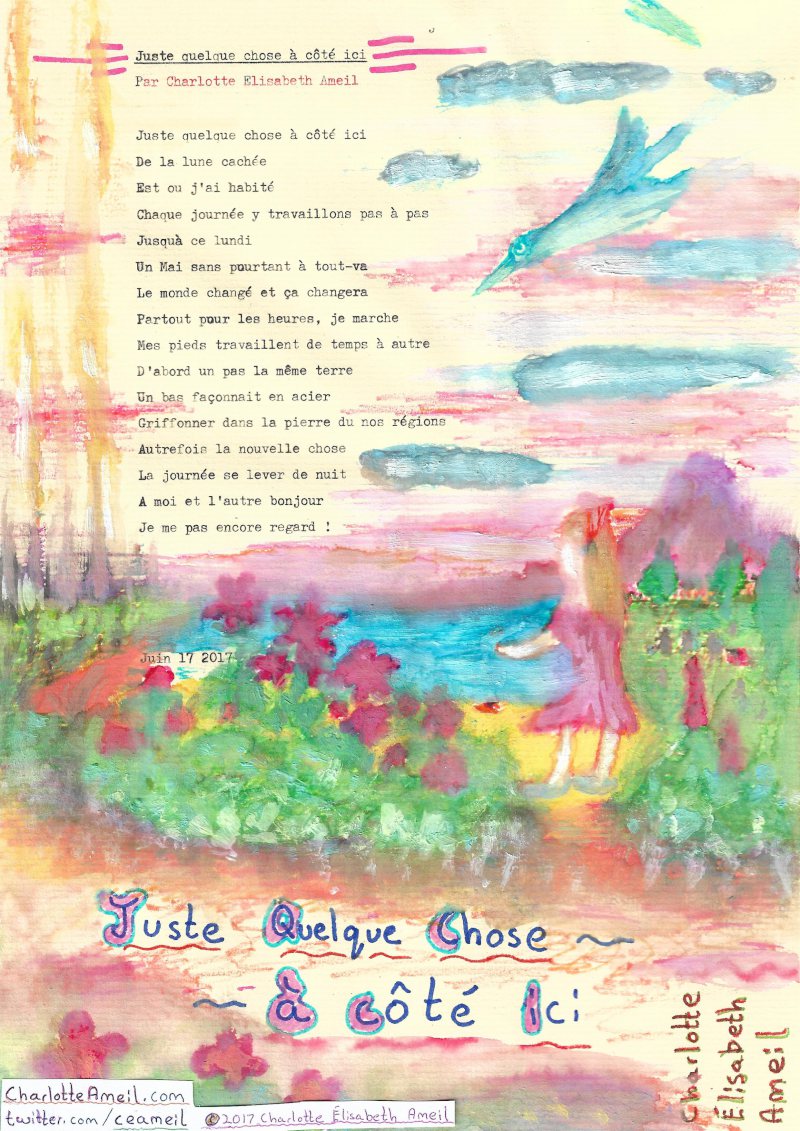 Juste quelque chose à côté ici
Par Charlotte Elisabeth Ameil
Juste quelque chose à côté ici
De la lune cachée
Est ou j'ai habité
Chaque journée y travaillons pas à pas
Jusquà ce lundi
Un Mai sans pourtant à tout-va
Le monde changé et ça changera
Partout pour les heures, je marche
Mes pieds travaillent de temps à autre
D'abord un pas la même terre
Un bas façonnait en acier
Griffonner dans la pierre du nos régions
Autrefois la nouvelle chose
La journée se lever de nuit
A moi et l'autre bonjour
Je me pas encore regard !
Juin 17 2017
Juste Quelque Chose ~
~ à côté ici
Charlotte
Élisabeth
Ameil
CharlotteAmeil.com
twitter.com/ceameil ©2017 Charlotte Élisabeth Ameil